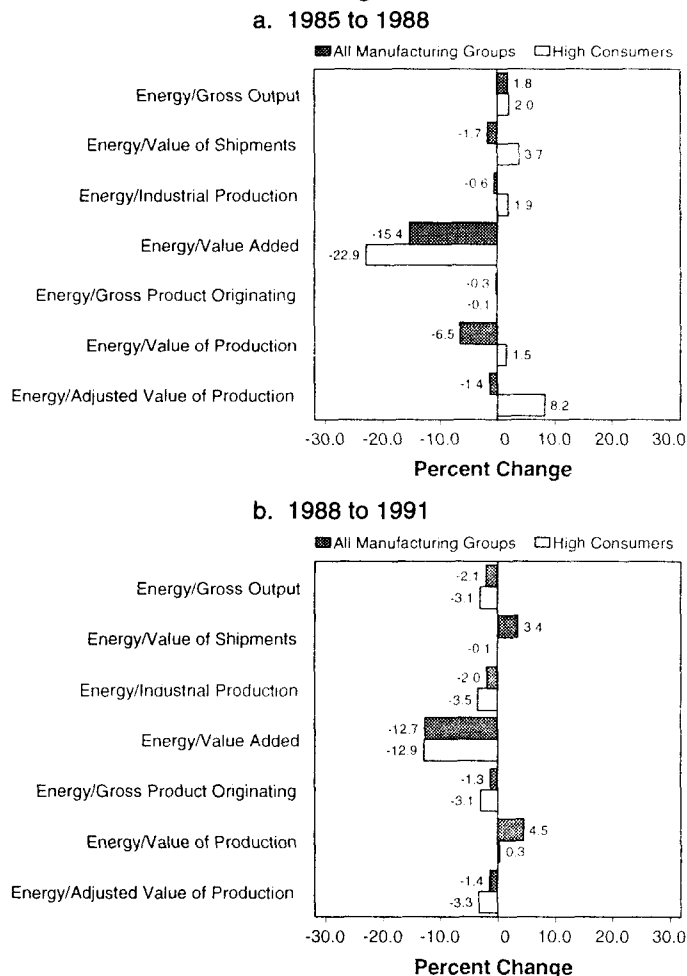 a. 1985 to 1988
All Manufacturing Groups High Consumers
Energy/Gross Output
1.8
2.0
Energy/Value of Shipments
-1.7
3.7
Energy/Industrial Production
-0.6
1.9
Energy/Value Added
-15.4
-22.9
Energy/Gross Product Originating
-0.3
-0.1
Energy/Value of Production
-6.5
1.5
Energy/Adjusted Value of Production
-1.4
8.2
-30.0 -20.0 -10.0 0 10.0 20.0 30.0
Percent Change
b. 1988 to 1991
All Manufacturing Groups High Consumers
Energy/Gross Output
-2.1
-3.1
Energy/Value of Shipments
3.4
-0.1
Energy/Industrial Production
-2.0
-3.5
Energy/Value Added
-12.7
-12.9
Energy/Gross Product Originating
-1.3
-3.1
Energy/Value of Production
4.5
0.3
Energy/Adjusted Value of Production
-1.4
-3.3
-30.0 -20.0 -10.0 0 10.0 20.0 30.0
Percent Change